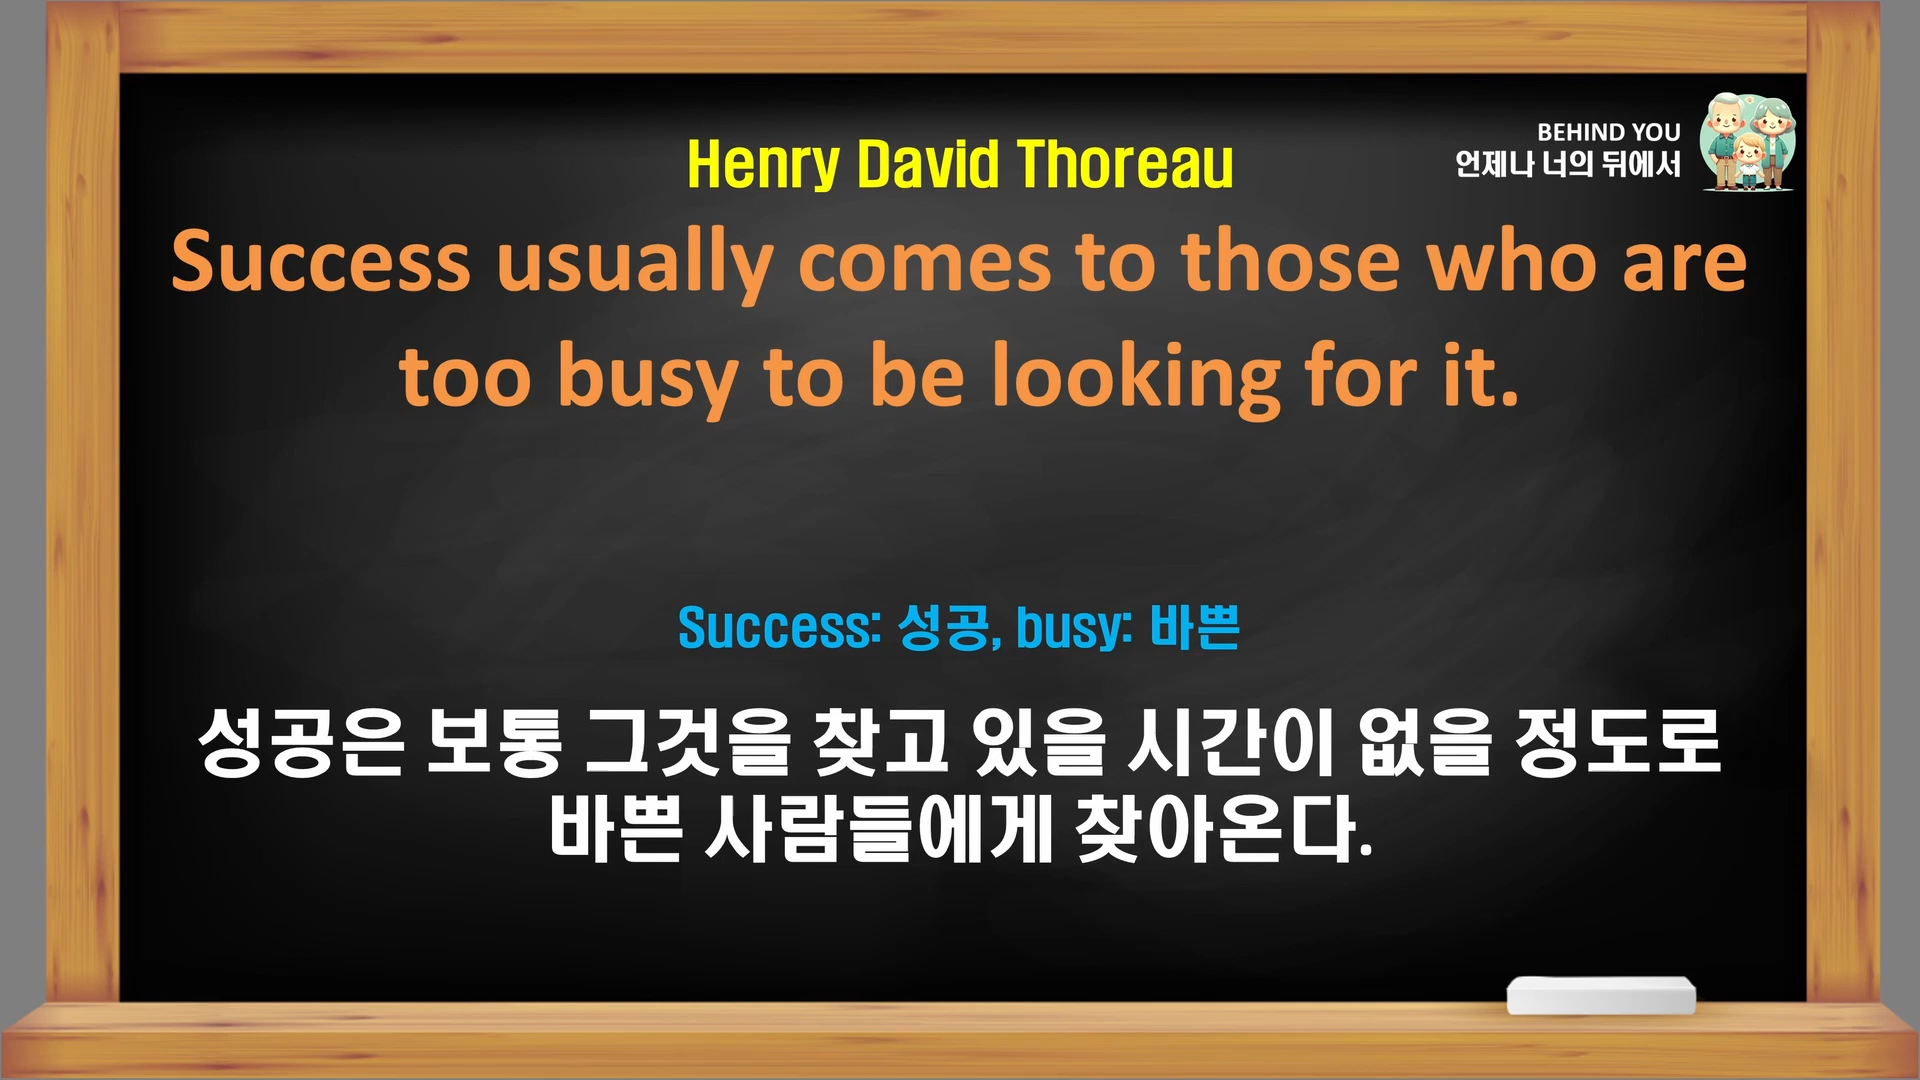 BEHIND YOU
언제나 너의 뒤에서
Henry David Thoreau
Success usually comes to those who are
too busy to be looking for it.
Success: 성공, busy: 바쁜
성공은 보통 그것을 찾고 있을 시간이 없을 정도로
바쁜 사람들에게 찾아온다.